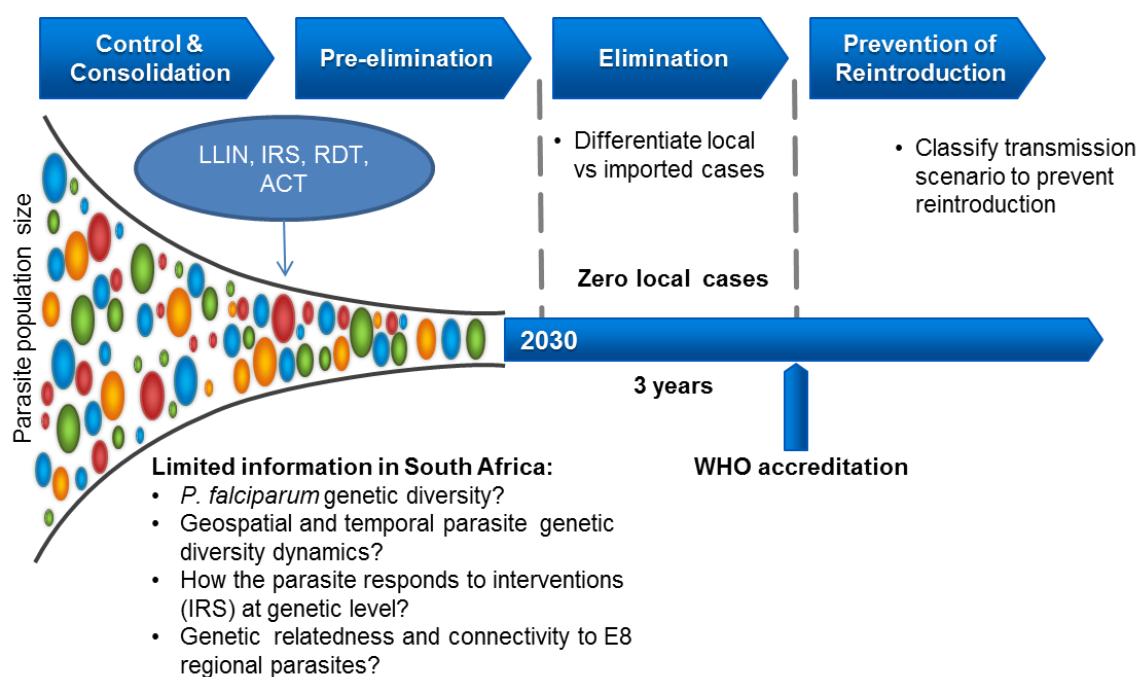 Control &
Consolidation
Pre-elimination
Elimination
Prevention of
Reintroduction
LLIN, IRS, RDT,
ACT
• Differentiate local
vs imported cases
• Classify transmission
scenario to prevent
reintroduction
Parasite population size
Zero local cases
2030
3 years
WHO accreditation
Limited information in South Africa:
• P. falciparum genetic diversity?
• Geospatial and temporal parasite genetic
diversity dynamics?
• How the parasite responds to interventions
(IRS) at genetic level?
• Genetic relatedness and connectivity to E8
regional parasites?